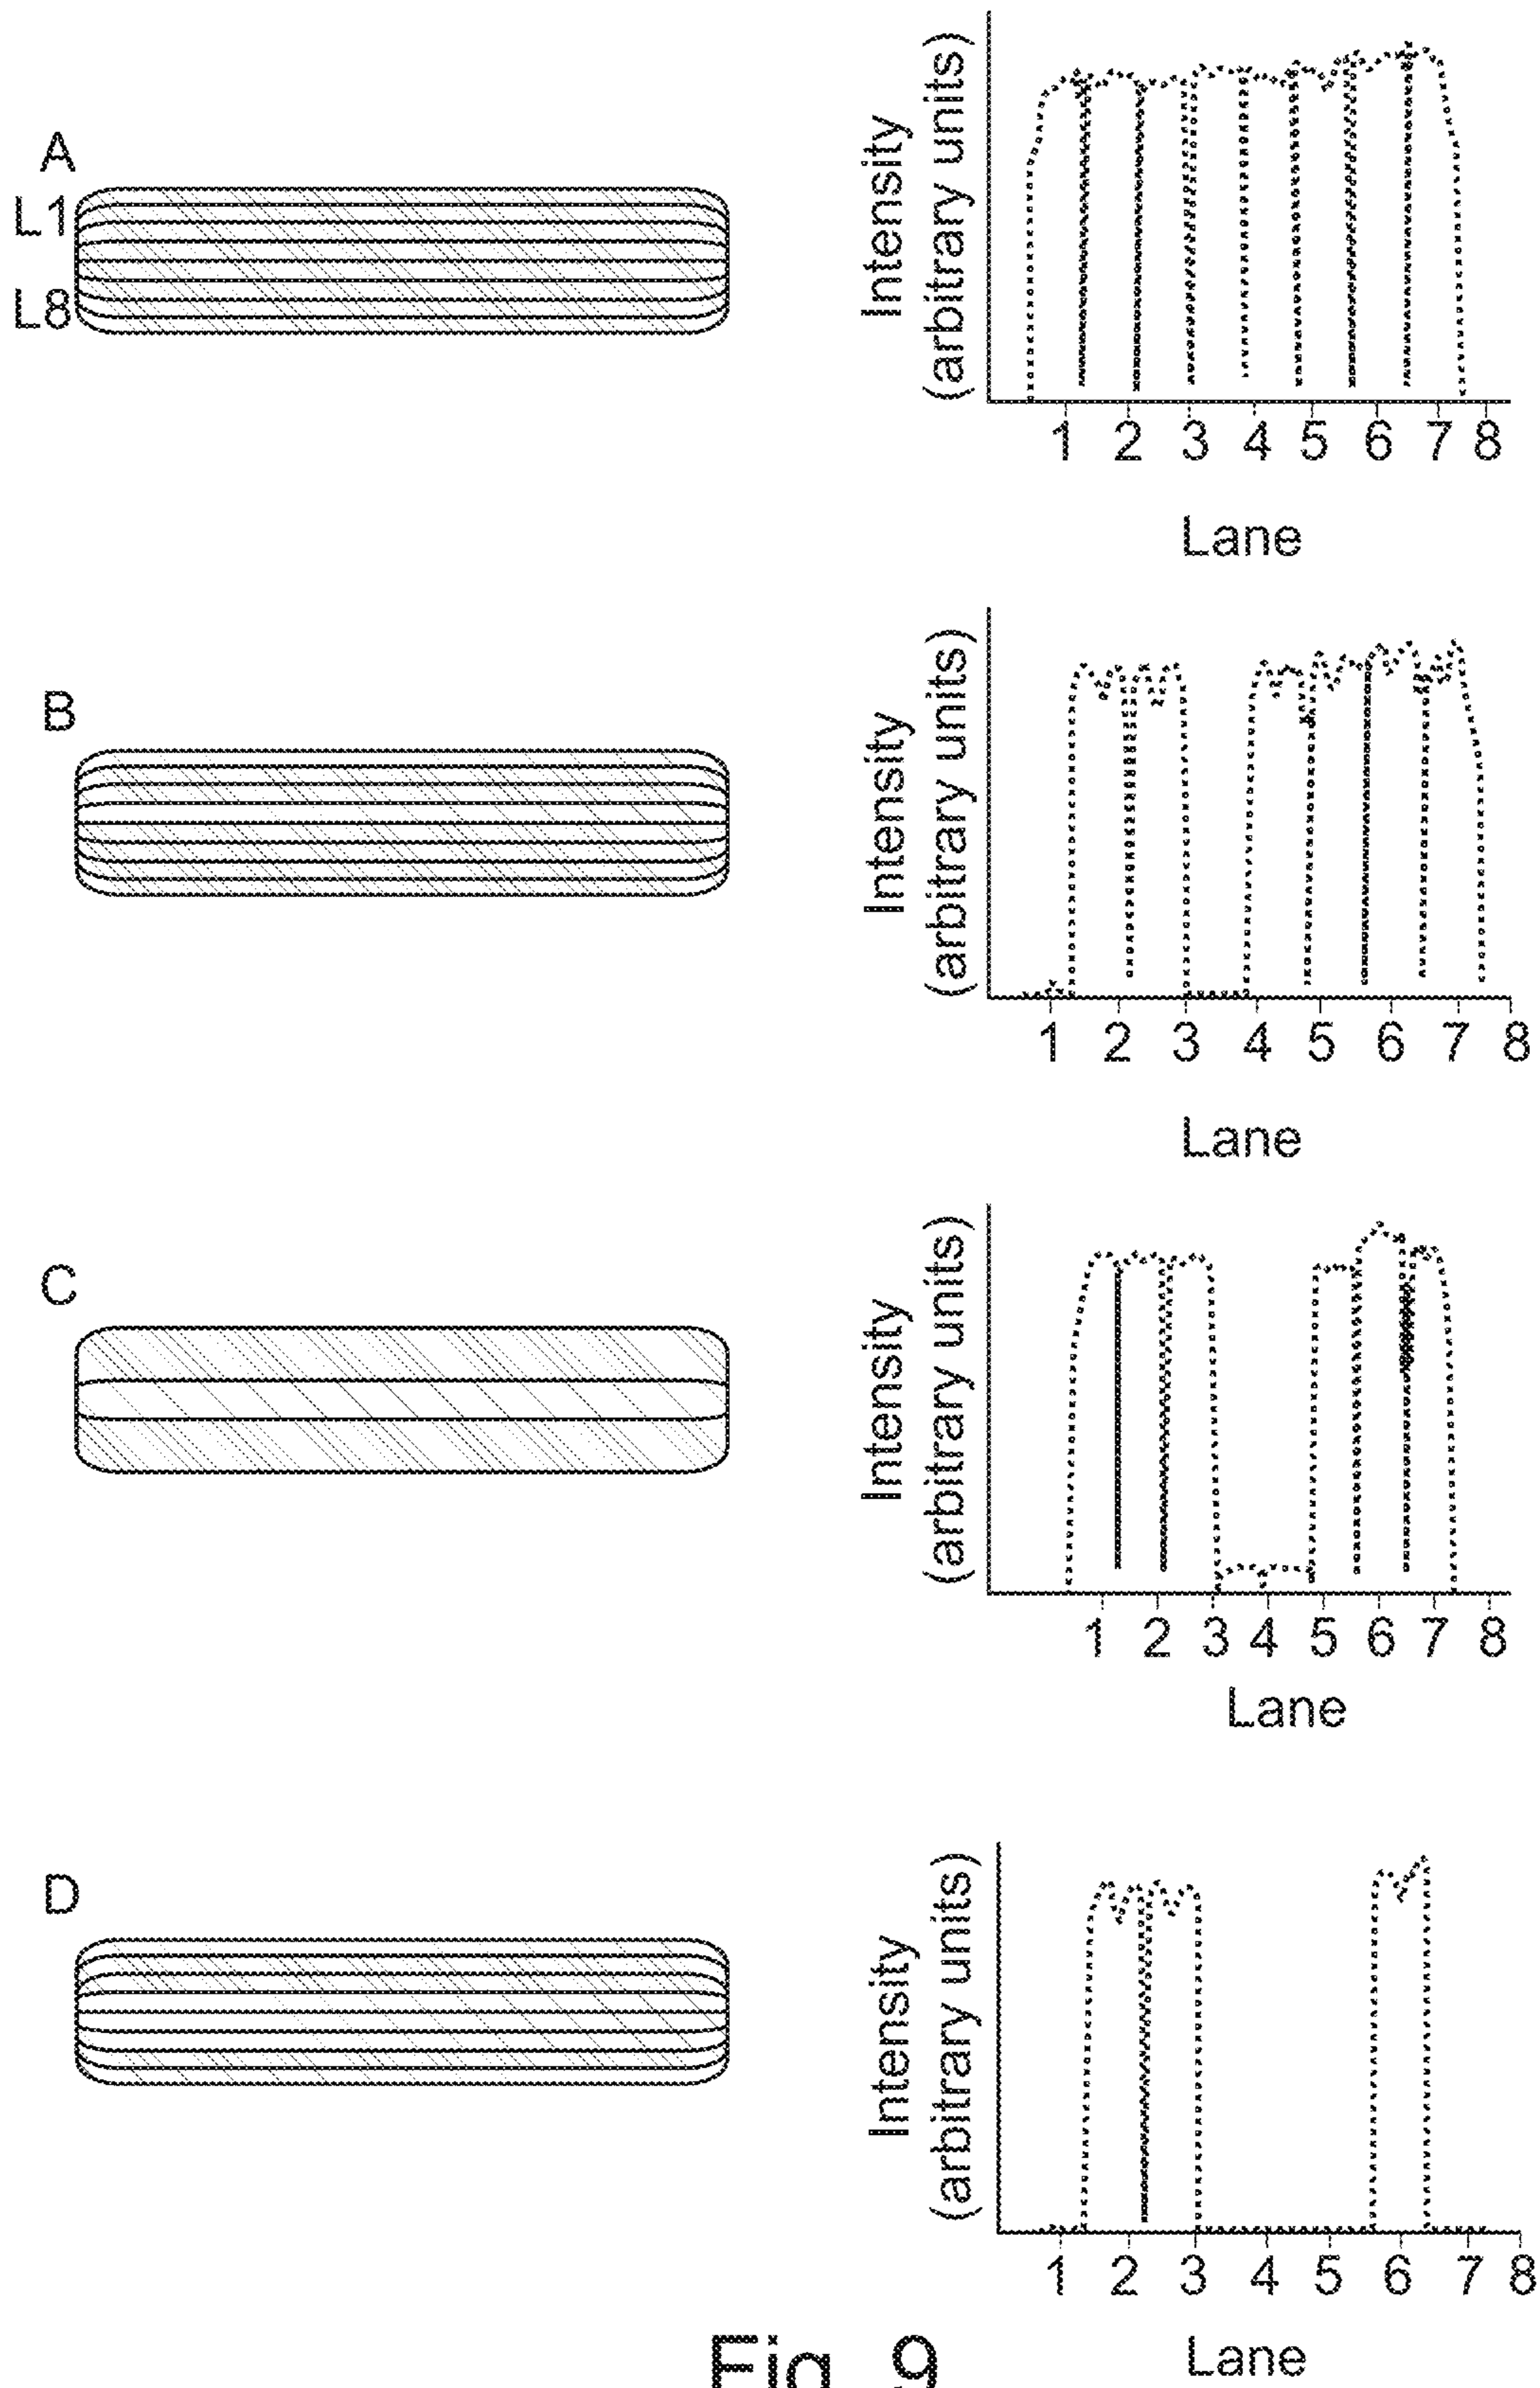 A
L1
L8
Intensity
(arbitrary units)
1 2 3 4 5 6 7 8
Lane
B
Intensity
(arbitrary units)
1 2 3 4 5 6 7 8
Lane
C
Intensity
(arbitrary units)
1 2 3 4 5 6 7 8
Lane
D
Intensity
(arbitrary units)
1 2 3 4 5 6 7 8
Lane
Fig. 9